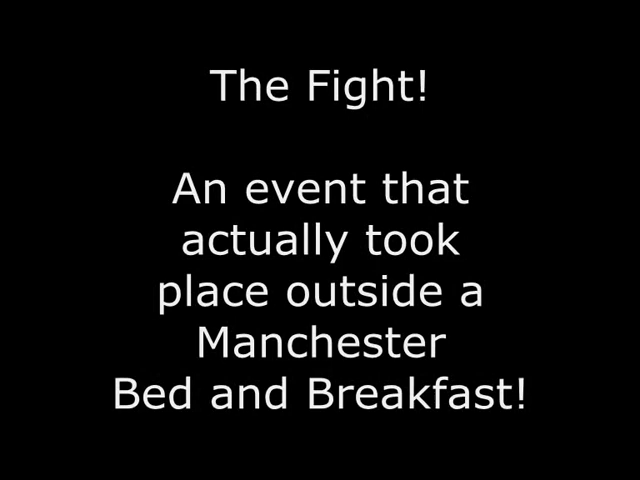 The Fight!
An event that
actually took
place outside a
Manchester
Bed and Breakfast!